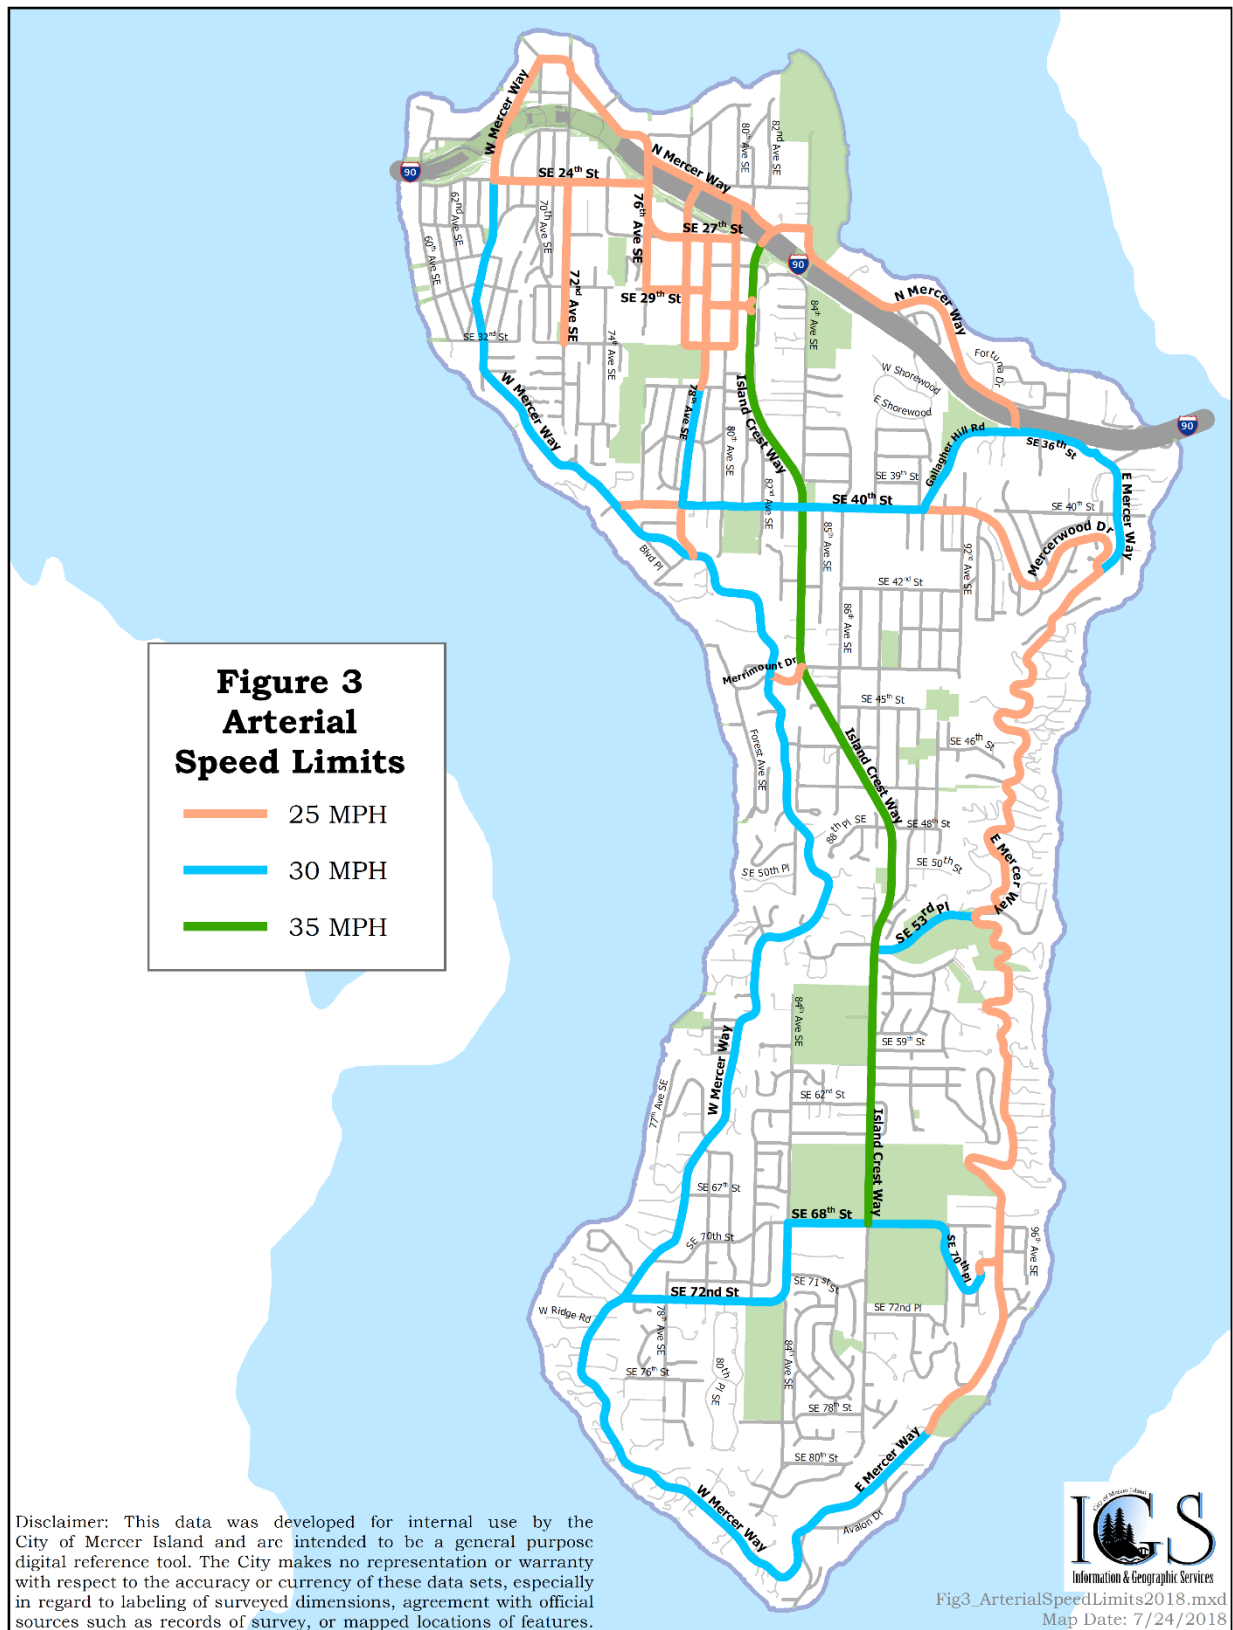 W Mercer Way
80th Ave SE
82nd Ave SE
N Mercer Way
90
SE 24th St
62nd Ave SE
70th Ave SE
76th Ave SE
60th Ave SE
SE 27th St
90
72nd Ave SE
SE 29th St
N Mercer Way
84th Ave SE
SE 32nd St
74th Ave SE
Fortuna Dr
W Shorewood
E Shorewood
W Mercer Way
Island Crest Way
78th Ave SE
80th Ave SE
Gallagher Hill Rd
90
SE 36th St
SE 39th St
82nd Ave SE
E Mercer Way
SE 40th St
SE 40th St
85th Ave SE
Mercerwood Dr
Blvd Pl
92nd Ave SE
SE 42nd St
86th Ave SE
Merrimount Dr
SE 45th St
Figure 3
Arterial
Speed Limits
25 MPH
30 MPH
35 MPH
Forest Ave SE
Island Crest Way
SE 46th St
88th Pl SE
SE 48th St
E Mercer Way
SE 50th Pl
SE 50th St
SE 53rd Pl
84th Ave SE
W Mercer Way
SE 59th St
77th Ave SE
SE 62nd St
Island Crest Way
SE 67th St
SE 68th St
SE 70th St
SE 70th Pl
96th Ave SE
SE 71st St
SE 72nd St
W Ridge Rd
78th Ave SE
SE 72nd Pl
84th Ave SE
SE 76th St
80th Pl SE
SE 78th St
SE 80th St
E Mercer Way
W Mercer Way
Avalon Dr
Disclaimer: This data was developed for internal use by the
City of Mercer Island and are intended to be a general purpose
digital reference tool. The City makes no representation or warranty
with respect to the accuracy or currency of these data sets, especially
in regard to labeling of surveyed dimensions, agreement with official
sources such as records of survey, or mapped locations of features.
City of Mercer Island
IGS
Information & Geographic Services
Fig3_ArterialSpeedLimits2018.mxd
Map Date: 7/24/2018